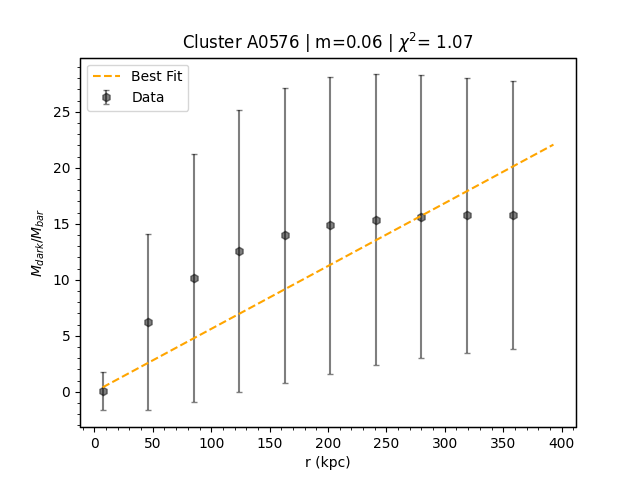 Cluster A0576 | m=0.06 | χ²= 1.07
Best Fit
Data
25
20
15
10
5
0
M_dark/M_bar
0 50 100 150 200 250 300 350 400
r (kpc)